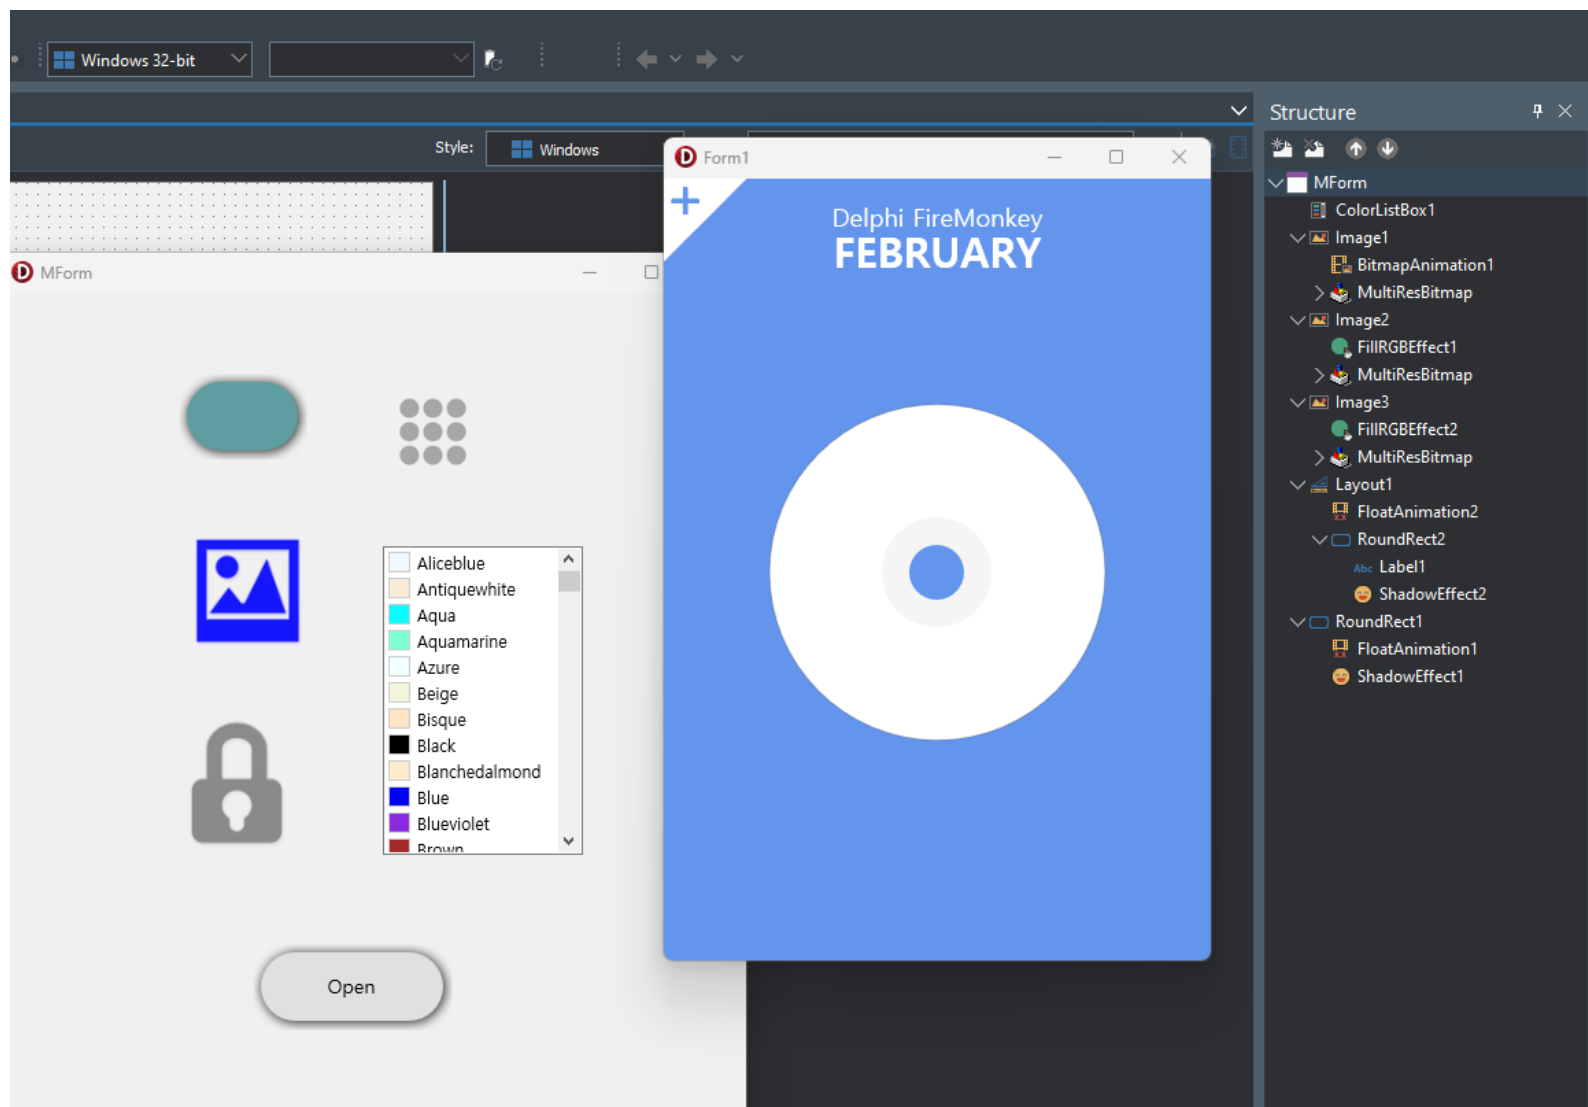 Windows 32-bit
Style:
Windows
MForm
Aliceblue
Antiquewhite
Aqua
Aquamarine
Azure
Beige
Bisque
Black
Blanchedalmond
Blue
Blueviolet
Brown
Open
Form1
Delphi FireMonkey
FEBRUARY
Structure
MForm
ColorListBox1
Image1
BitmapAnimation1
MultiResBitmap
Image2
FillRGBEffect1
MultiResBitmap
Image3
FillRGBEffect2
MultiResBitmap
Layout1
FloatAnimation2
RoundRect2
Abc Label1
ShadowEffect2
RoundRect1
FloatAnimation1
ShadowEffect1